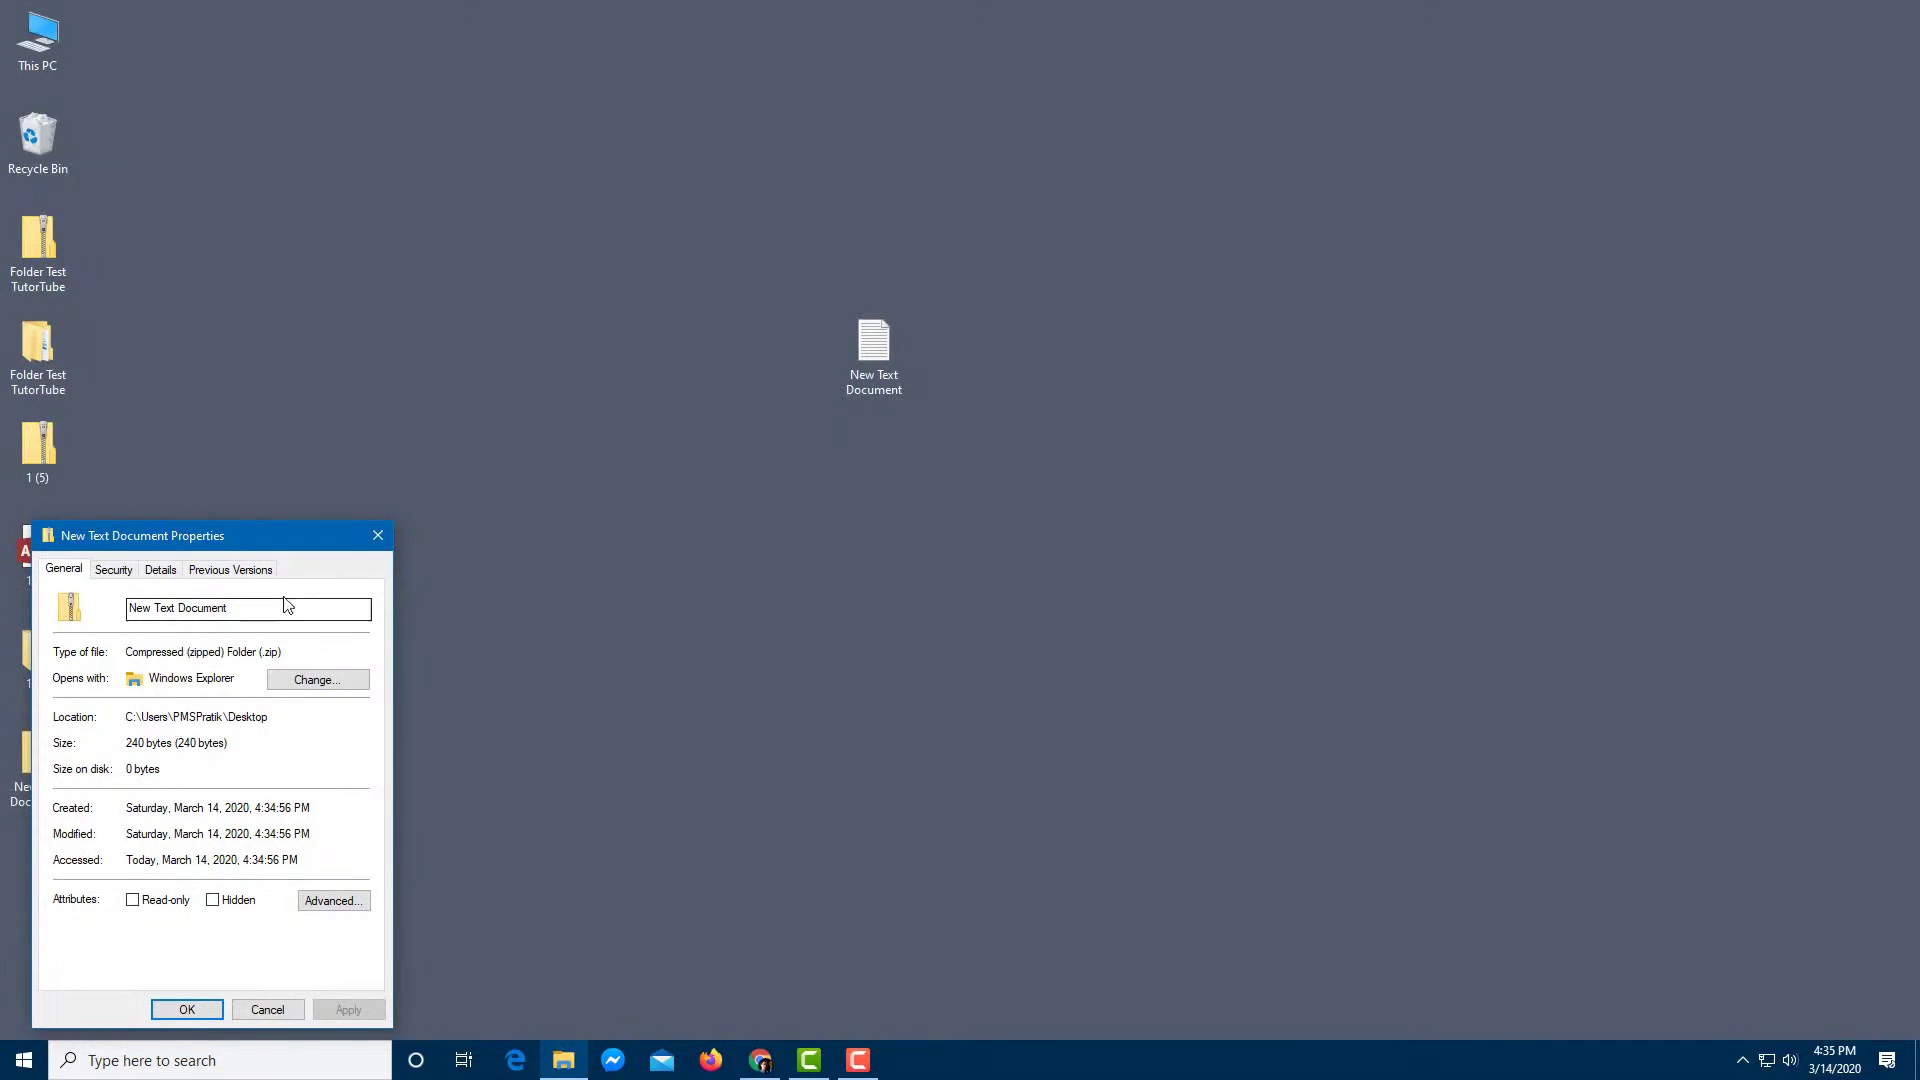 This PC
Recycle Bin
Folder Test
TutorTube
Folder Test
TutorTube
1 (5)
New Text
Document
New Text Document Properties
General Security Details Previous Versions
New Text Document
Type of file: Compressed (zipped) Folder (.zip)
Opens with: Windows Explorer Change...
Location: C:\Users\PMSPratik\Desktop
Size: 240 bytes (240 bytes)
Size on disk: 0 bytes
Created: Saturday, March 14, 2020, 4:34:56 PM
Modified: Saturday, March 14, 2020, 4:34:56 PM
Accessed: Today, March 14, 2020, 4:34:56 PM
Attributes: Read-only Hidden Advanced...
OK Cancel Apply
Type here to search
4:35 PM
3/14/2020